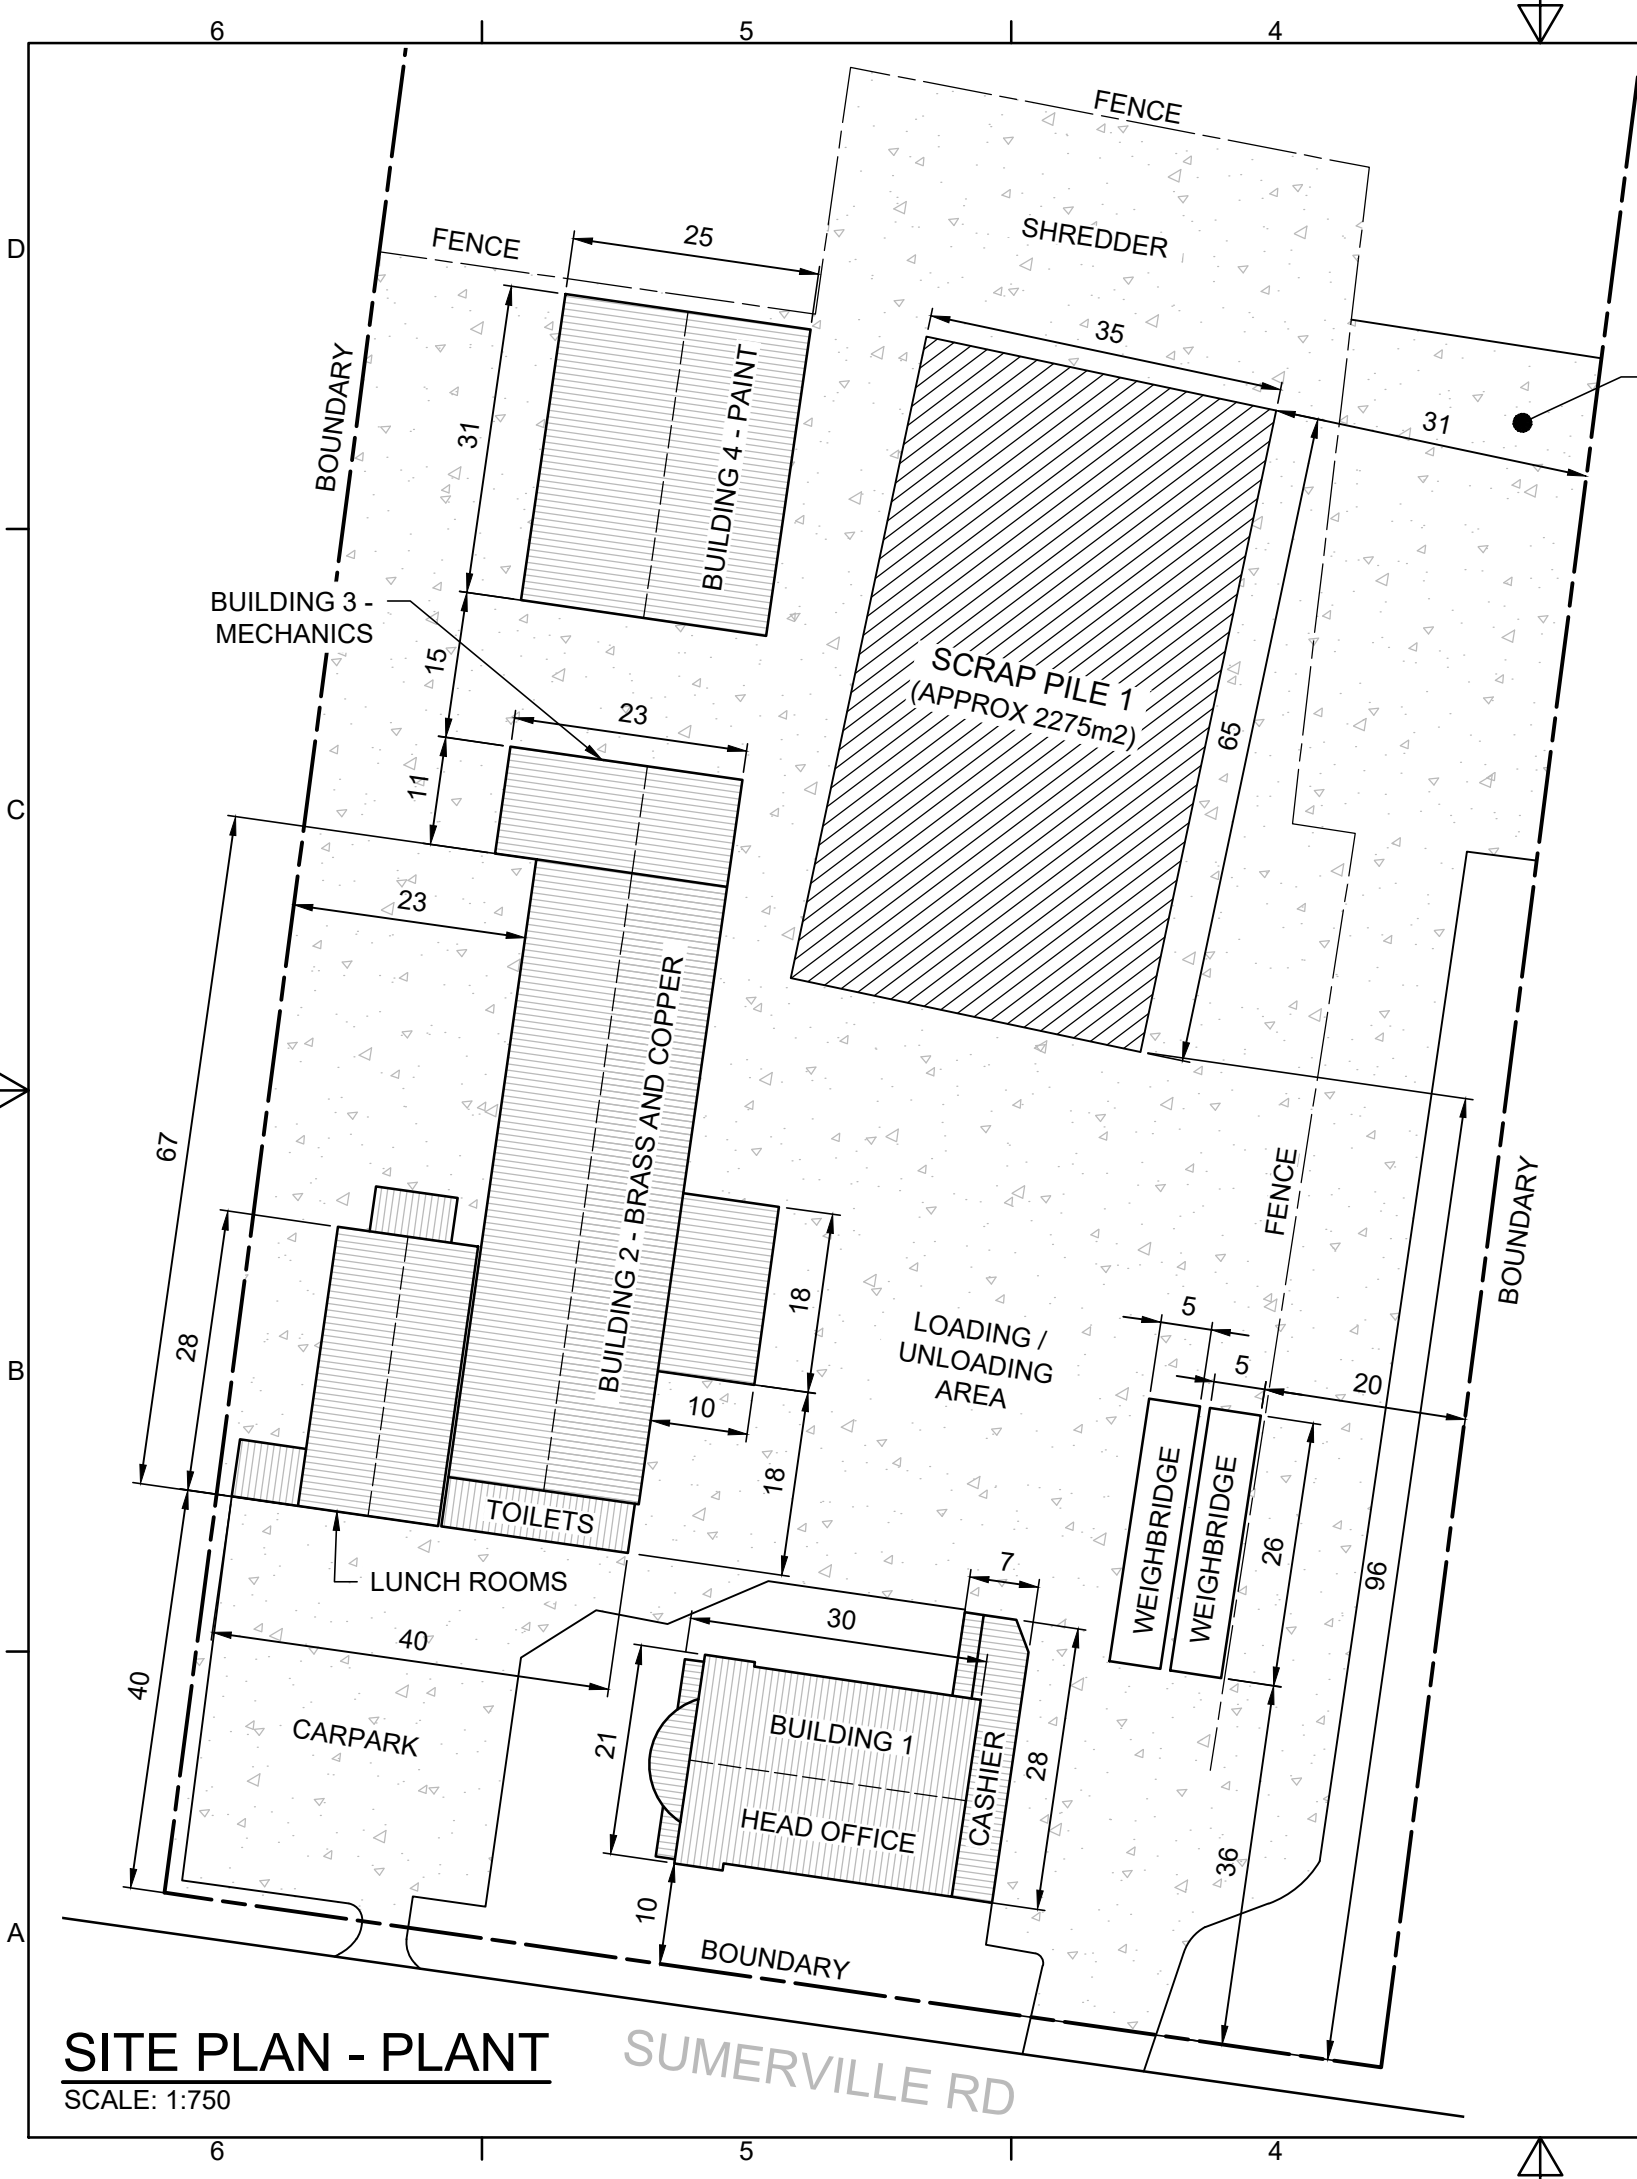 6
5
4
D
FENCE
25
FENCE
SHREDDER
35
31
BOUNDARY
31
BUILDING 4 - PAINT
BUILDING 3 -
MECHANICS
15
SCRAP PILE 1
(APPROX 2275m2)
65
23
11
C
23
67
BUILDING 2 - BRASS AND COPPER
FENCE
BOUNDARY
28
18
LOADING /
UNLOADING
AREA
5
5
20
B
10
18
TOILETS
LUNCH ROOMS
WEIGHBRIDGE
WEIGHBRIDGE
26
96
7
30
40
40
CARPARK
21
BUILDING 1
HEAD OFFICE
CASHIER
28
36
10
A
BOUNDARY
SITE PLAN - PLANT
SCALE: 1:750
SUMERVILLE RD
6
5
4